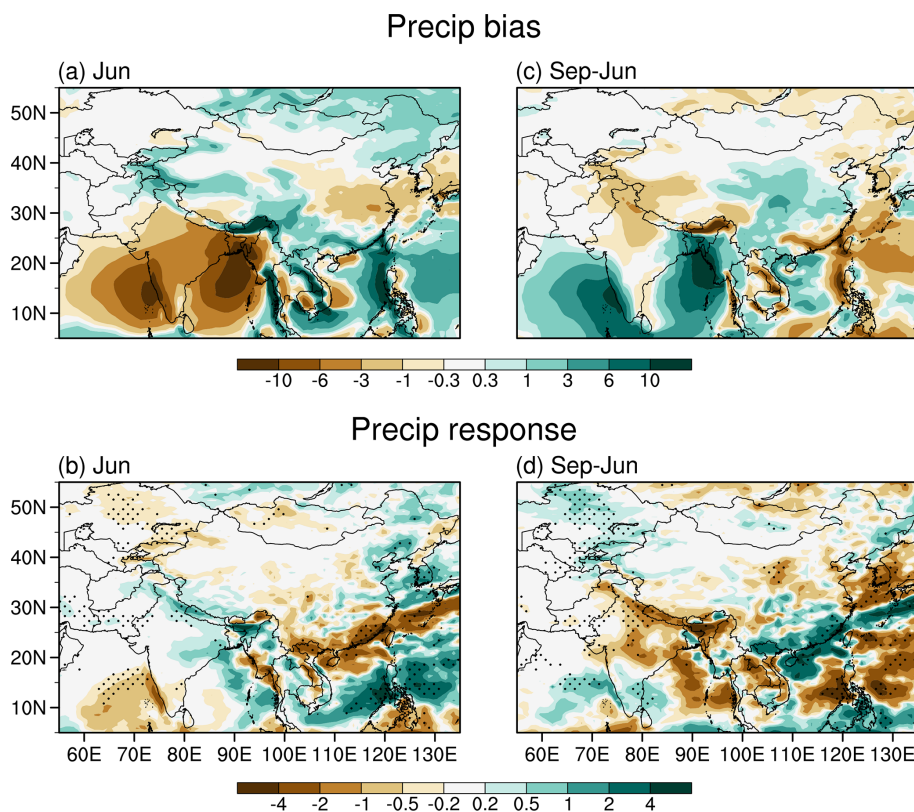 Precip bias
(a) Jun
(c) Sep-Jun
50N
40N
30N
20N
10N
-10 -6 -3 -1 -0.3 0.3 1 3 6 10
Precip response
(b) Jun
(d) Sep-Jun
50N
40N
30N
20N
10N
60E 70E 80E 90E 100E 110E 120E 130E
60E 70E 80E 90E 100E 110E 120E 130E
-4 -2 -1 -0.5 -0.2 0.2 0.5 1 2 4